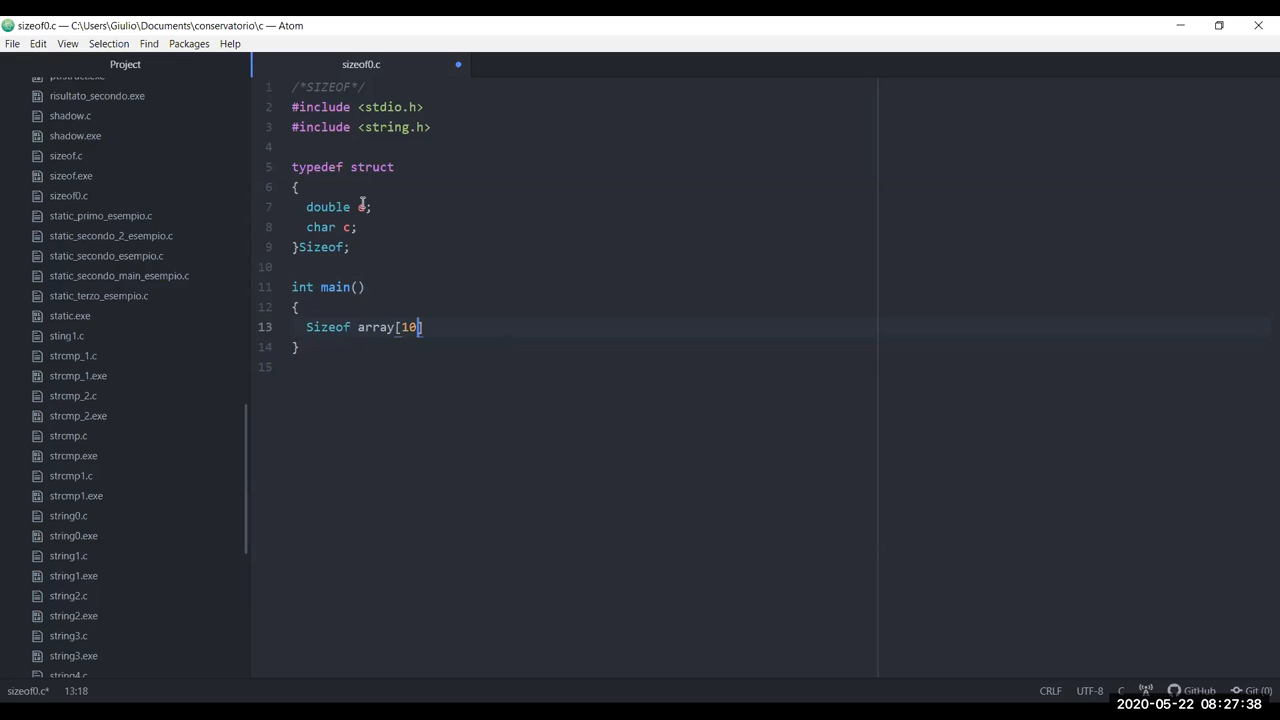 sizeof0.c — C:\Users\Giulio\Documents\conservatorio\c — Atom
File Edit View Selection Find Packages Help
Project
sizeof0.c
ptrstruct.exe
risultato_secondo.exe
shadow.c
shadow.exe
sizeof.c
sizeof.exe
sizeof0.c
static_primo_esempio.c
static_secondo_2_esempio.c
static_secondo_esempio.c
static_secondo_main_esempio.c
static_terzo_esempio.c
static.exe
sting1.c
strcmp_1.c
strcmp_1.exe
strcmp_2.c
strcmp_2.exe
strcmp.c
strcmp.exe
strcmp1.c
strcmp1.exe
string0.c
string0.exe
string1.c
string1.exe
string2.c
string2.exe
string3.c
string3.exe
string4.c
1 /*SIZEOF*/
2 #include <stdio.h>
3 #include <string.h>
4
5 typedef struct
6 {
7 double ;
8 char c;
9 }Sizeof;
10
11 int main()
12 {
13 Sizeof array[10]
14 }
15
sizeof0.c* 13:18 CRLF UTF-8 C GitHub Git (0)
2020-05-22 08:27:38